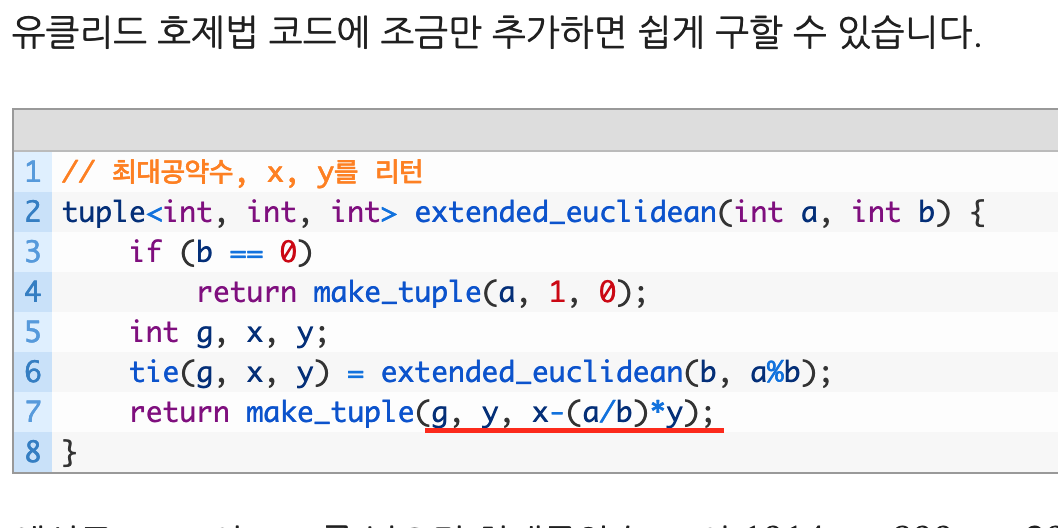 유클리드 호제법 코드에 조금만 추가하면 쉽게 구할 수 있습니다.
1 // 최대공약수, x, y를 리턴
2 tuple<int, int, int> extended_euclidean(int a, int b) {
3     if (b == 0)
4         return make_tuple(a, 1, 0);
5     int g, x, y;
6     tie(g, x, y) = extended_euclidean(b, a%b);
7     return make_tuple(g, y, x-(a/b)*y);
8 }